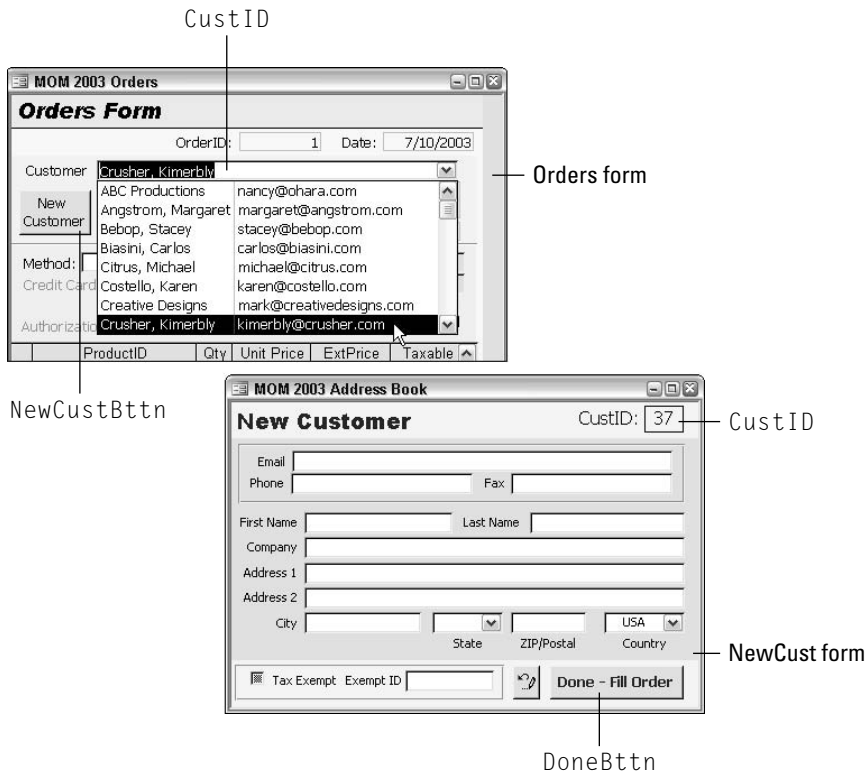 CustID
MOM 2003 Orders
Orders Form
OrderID: 1 Date: 7/10/2003
Customer Crusher, Kimerbly
Orders form
New Customer
ABC Productions nancy@ohara.com
Angstrom, Margaret margaret@angstrom.com
Bebop, Stacey stacey@bebop.com
Biasini, Carlos carlos@biasini.com
Method:
Citrus, Michael michael@citrus.com
Credit Card
Costello, Karen karen@costello.com
Creative Designs mark@creativedesigns.com
Authorizatio
Crusher, Kimerbly kimerbly@crusher.com
ProductID Qty Unit Price ExtPrice Taxable
NewCustBttn
MOM 2003 Address Book
New Customer CustID: 37
CustID
Email
Phone Fax
First Name Last Name
Company
Address 1
Address 2
City USA
State ZIP/Postal Country
NewCust form
Tax Exempt Exempt ID Done - Fill Order
DoneBttn